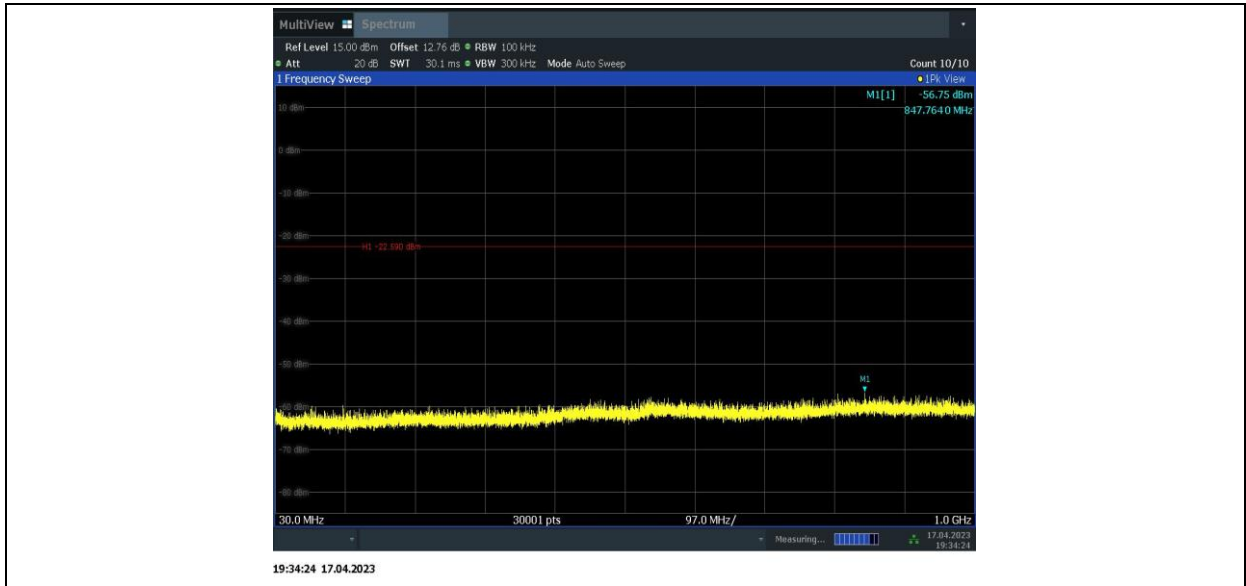 MultiView Spectrum
Ref Level 15.00 dBm Offset 12.76 dB RBW 100 kHz
Att 20 dB SWT 30.1 ms VBW 300 kHz Mode Auto Sweep Count 10/10
1 Frequency Sweep 1Pk View
M1[1] -56.75 dBm
847.7640 MHz
10 dBm
0 dBm
-10 dBm
-20 dBm
H1 -22.590 dBm
-30 dBm
-40 dBm
-50 dBm
M1
-60 dBm
-70 dBm
-80 dBm
30.0 MHz 30001 pts 97.0 MHz/ 1.0 GHz
Measuring... 17.04.2023
19:34:24
19:34:24 17.04.2023